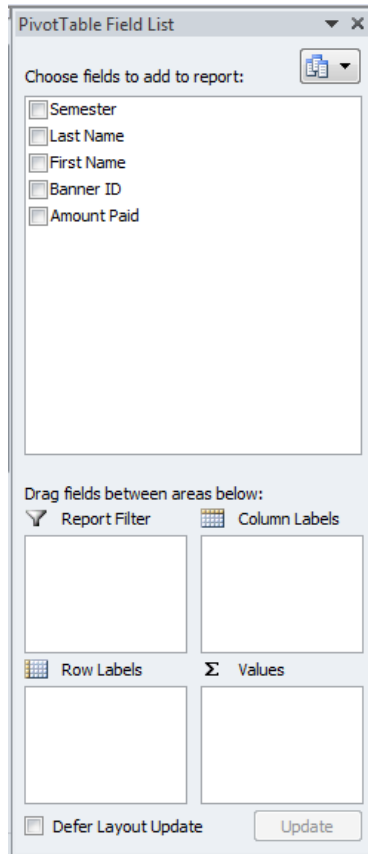 PivotTable Field List
Choose fields to add to report:
Semester
Last Name
First Name
Banner ID
Amount Paid
Drag fields between areas below:
Report Filter
Column Labels
Row Labels
Σ Values
Defer Layout Update
Update